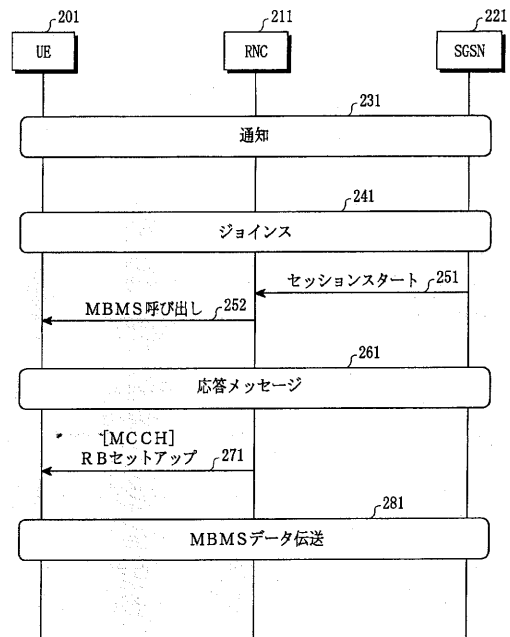 201
211
221
UE
RNC
SGSN
231
通知
241
ジョインス
セッションスタート
251
MBMS呼び出し
252
261
応答メッセージ
[MCCH]
RBセットアップ
271
281
MBMSデータ伝送